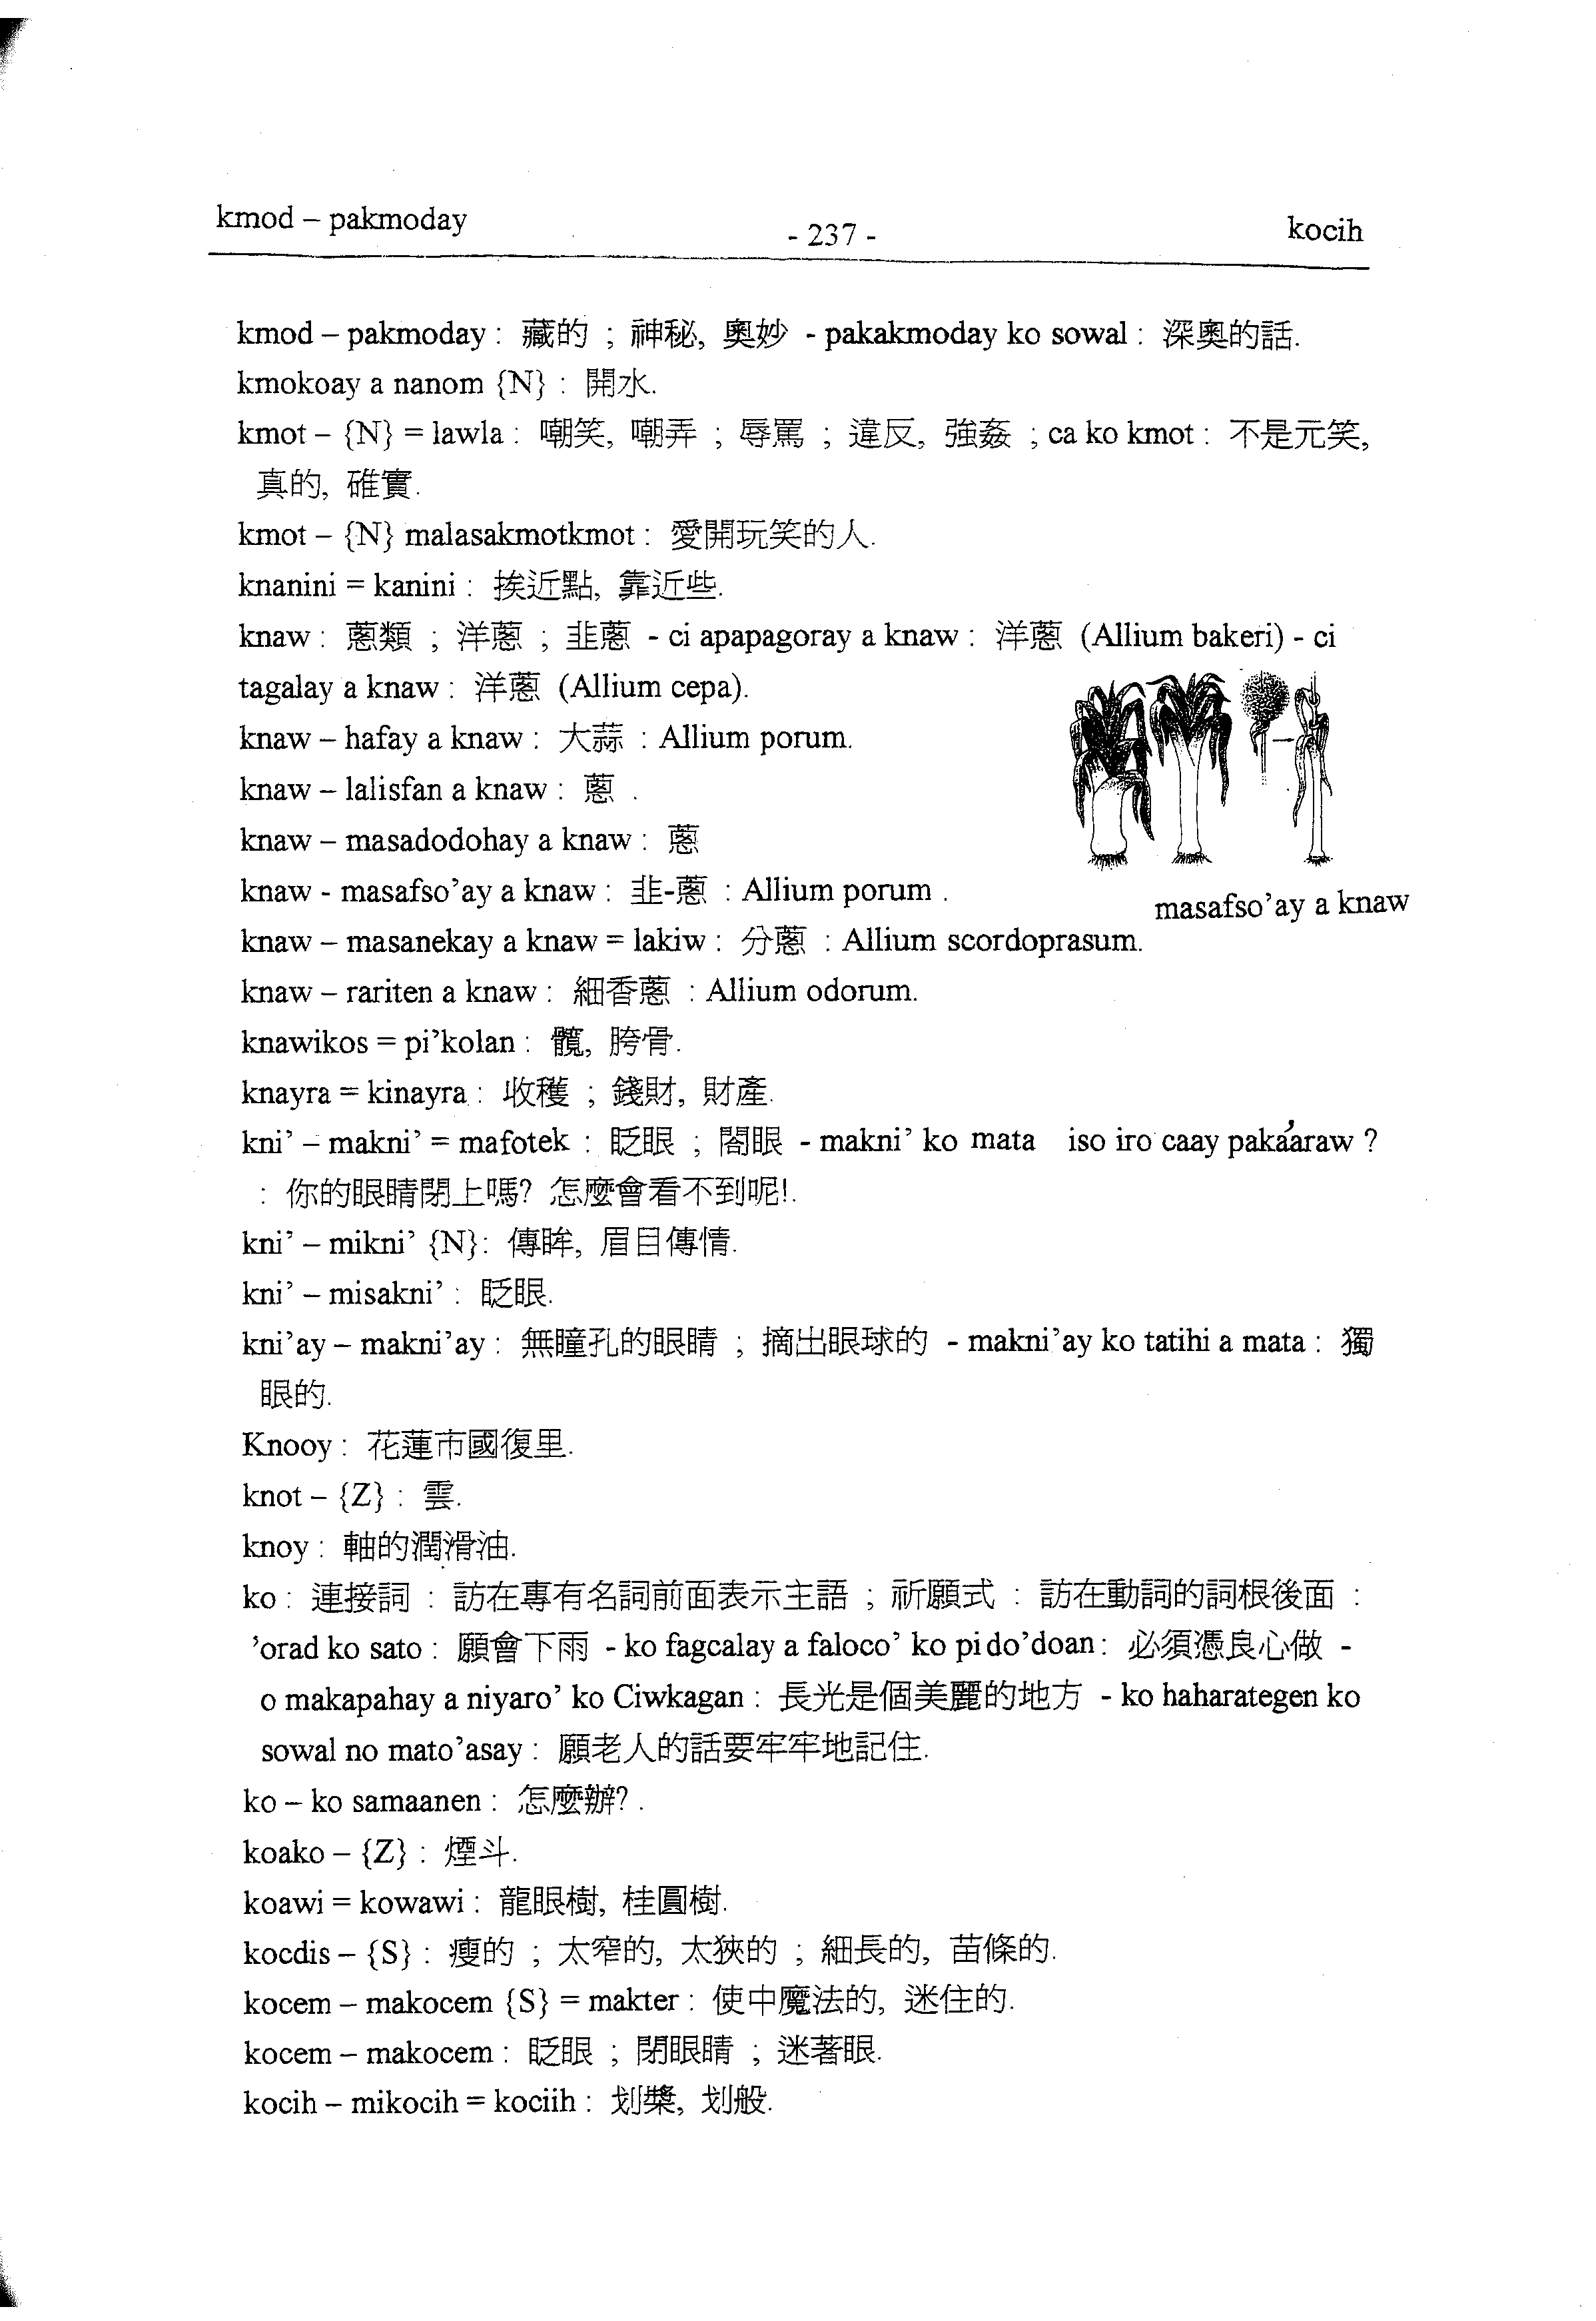 kmod – pakmoday
- 237 -
kocih
kmod – pakmoday : 藏的 ; 神秘, 奧妙 - pakakmoday ko sowal : 深奧的話.
kmokoay a nanom {N} : 開水.
kmot – {N} = lawla : 嘲笑, 嘲弄 ; 辱罵 ; 違反, 強姦 ; ca ko kmot : 不是元笑,
真的, 確實.
kmot – {N} malasakmotkmot : 愛開玩笑的人.
knanini = kanini : 挨近點, 靠近些.
knaw : 蔥類 ; 洋蔥 ; 韭蔥 - ci apapagoray a knaw : 洋蔥 (Allium bakeri) - ci
tagalay a knaw : 洋蔥 (Allium cepa).
knaw – hafay a knaw : 大蒜 : Allium porum.
knaw – lalisfan a knaw : 蔥 .
knaw – masadodohay a knaw : 蔥
knaw - masafso’ay a knaw : 韭-蔥 : Allium porum .
masafso’ay a knaw
knaw – masanekay a knaw = lakiw : 分蔥 : Allium scordoprasum.
knaw – rariten a knaw : 細香蔥 : Allium odorum.
knawikos = pi’kolan : 髖, 胯骨.
knayra = kinayra : 收穫 ; 錢財, 財產.
kni’ – makni’ = mafotek : 眨眼 ; 閤眼 - makni’ ko mata iso iro caay paka’araw ?
: 你的眼睛閉上嗎? 怎麼會看不到呢!.
kni’ – mikni’ {N}: 傳眸, 眉目傳情.
kni’ – misakni’ : 眨眼.
kni’ay – makni’ay : 無瞳孔的眼睛 ; 摘出眼球的 - makni’ay ko tatihi a mata : 獨
眼的.
Knooy : 花蓮市國復里.
knot – {Z} : 雲.
knoy : 軸的潤滑油.
ko : 連接詞 : 訪在專有名詞前面表示主語 ; 祈願式 : 訪在動詞的詞根後面 :
’orad ko sato : 願會下雨 - ko fagcalay a faloco’ ko pi do’doan : 必須憑良心做 -
o makapahay a niyaro’ ko Ciwkagan : 長光是個美麗的地方 - ko haharategen ko
sowal no mato’asay : 願老人的話要牢牢地記住.
ko – ko samaanen : 怎麼辦? .
koako – {Z} : 煙斗.
koawi = kowawi : 龍眼樹, 桂圓樹.
kocdis – {S} : 瘦的 ; 太窄的, 太狹的 ; 細長的, 苗條的.
kocem – makocem {S} = makter : 使中魔法的, 迷住的.
kocem – makocem : 眨眼 ; 閉眼睛 ; 迷著眼.
kocih – mikocih = kociih : 划槳, 划般.